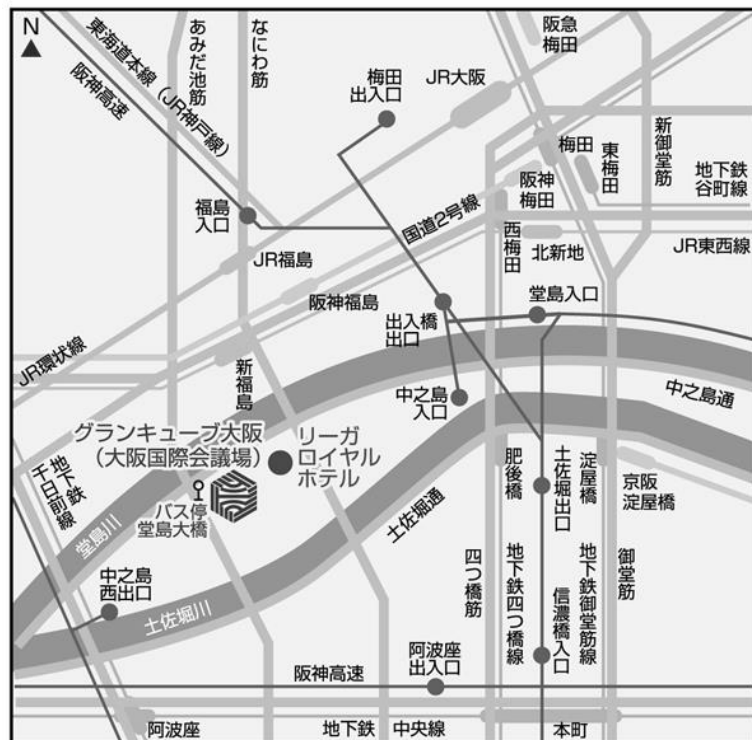 N
東海道本線（JR神戸線）
阪神高速
あみだ池筋
なにわ筋
梅田
出入口
JR大阪
阪急
梅田
梅田
東梅田
新御堂筋
地下鉄
谷町線
阪神
梅田
国道2号線
西梅田
北新地
JR東西線
福島
入口
JR福島
阪神福島
出入橋
出口
堂島入口
JR環状線
新福島
中之島
入口
中之島通
グランキューブ大阪
（大阪国際会議場）
リーガ
ロイヤル
ホテル
バス停
堂島大橋
地下鉄
千日前線
堂島川
土佐堀通
肥後橋
土佐堀出口
淀屋橋
京阪
淀屋橋
中之島
西出口
土佐堀川
四つ橋筋
地下鉄四つ橋線
信濃橋入口
地下鉄御堂筋線
御堂筋
阿波座
出入口
阪神高速
阿波座
地下鉄
中央線
本町